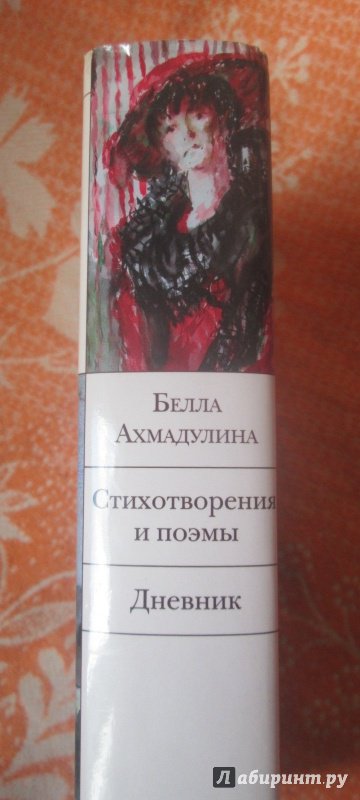 Белла
Ахмадулина
Стихотворения
и поэмы
Дневник
Лабиринт.ру